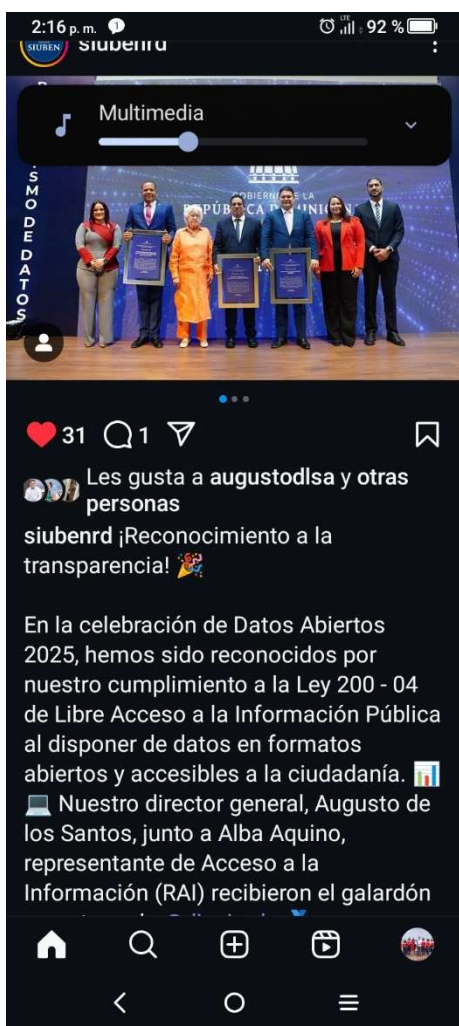 2:16 p. m.
LTE
92 %
SIUBEN
siubenrd
Multimedia
GOBIERNO DE LA
REPÚBLICA DOMINICANA
SMO DE DATOS
31
1
Les gusta a augustodlsa y otras
personas
siubenrd ¡Reconocimiento a la
transparencia! 🎉
En la celebración de Datos Abiertos
2025, hemos sido reconocidos por
nuestro cumplimiento a la Ley 200 - 04
de Libre Acceso a la Información Pública
al disponer de datos en formatos
abiertos y accesibles a la ciudadanía. 📊
💻 Nuestro director general, Augusto de
los Santos, junto a Alba Aquino,
representante de Acceso a la
Información (RAI) recibieron el galardón